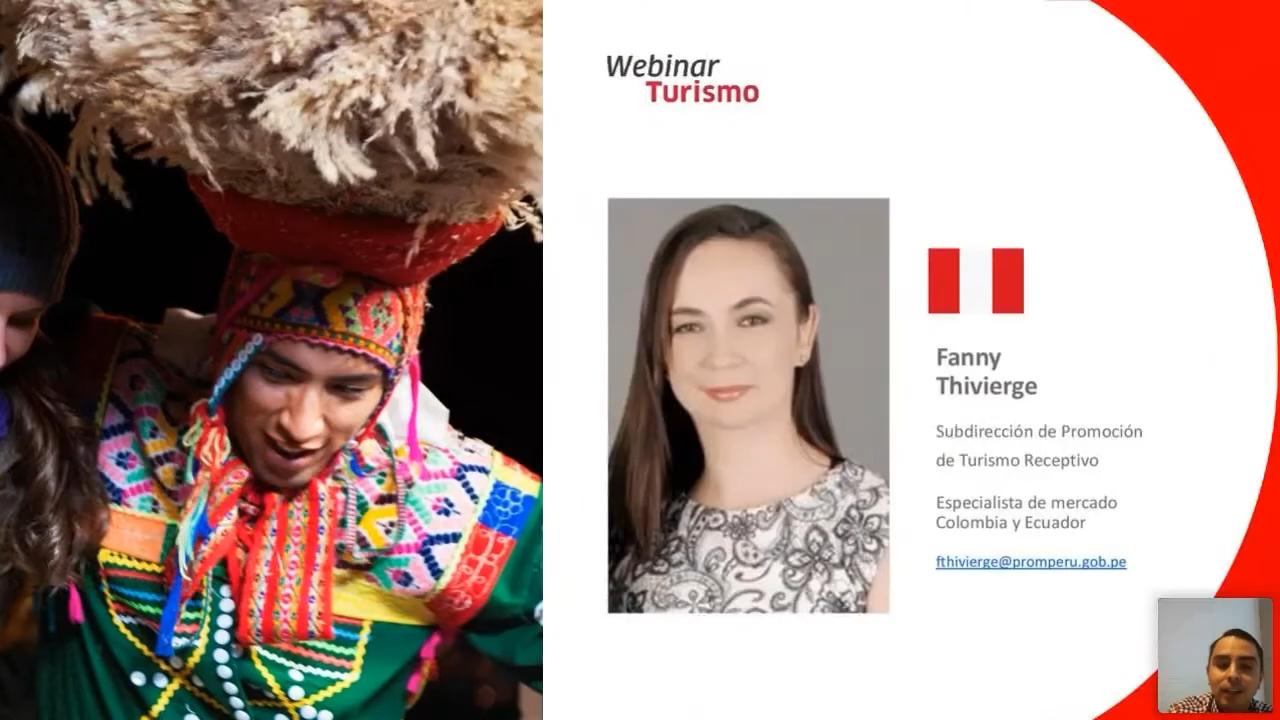 Webinar
Turismo
Fanny
Thivierge
Subdirección de Promoción
de Turismo Receptivo
Especialista de mercado
Colombia y Ecuador
fthivierge@promperu.gob.pe